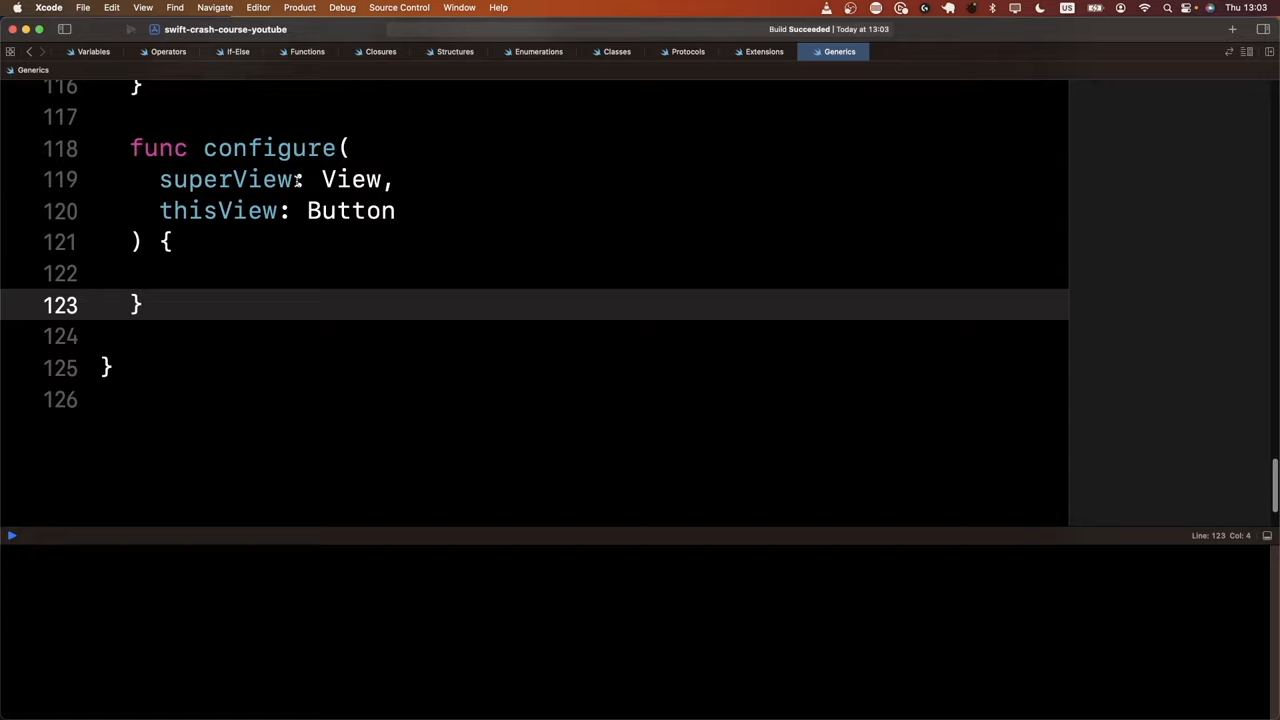 Xcode File Edit View Find Navigate Editor Product Debug Source Control Window Help US Thu 13:03
swift-crash-course-youtube Build Succeeded | Today at 13:03
Variables Operators If-Else Functions Closures Structures Enumerations Classes Protocols Extensions Generics
Generics
116 }
117
118 func configure(
119 superView: View,
120 thisView: Button
121 ) {
122
123 }
124
125 }
126
Line: 123 Col: 4